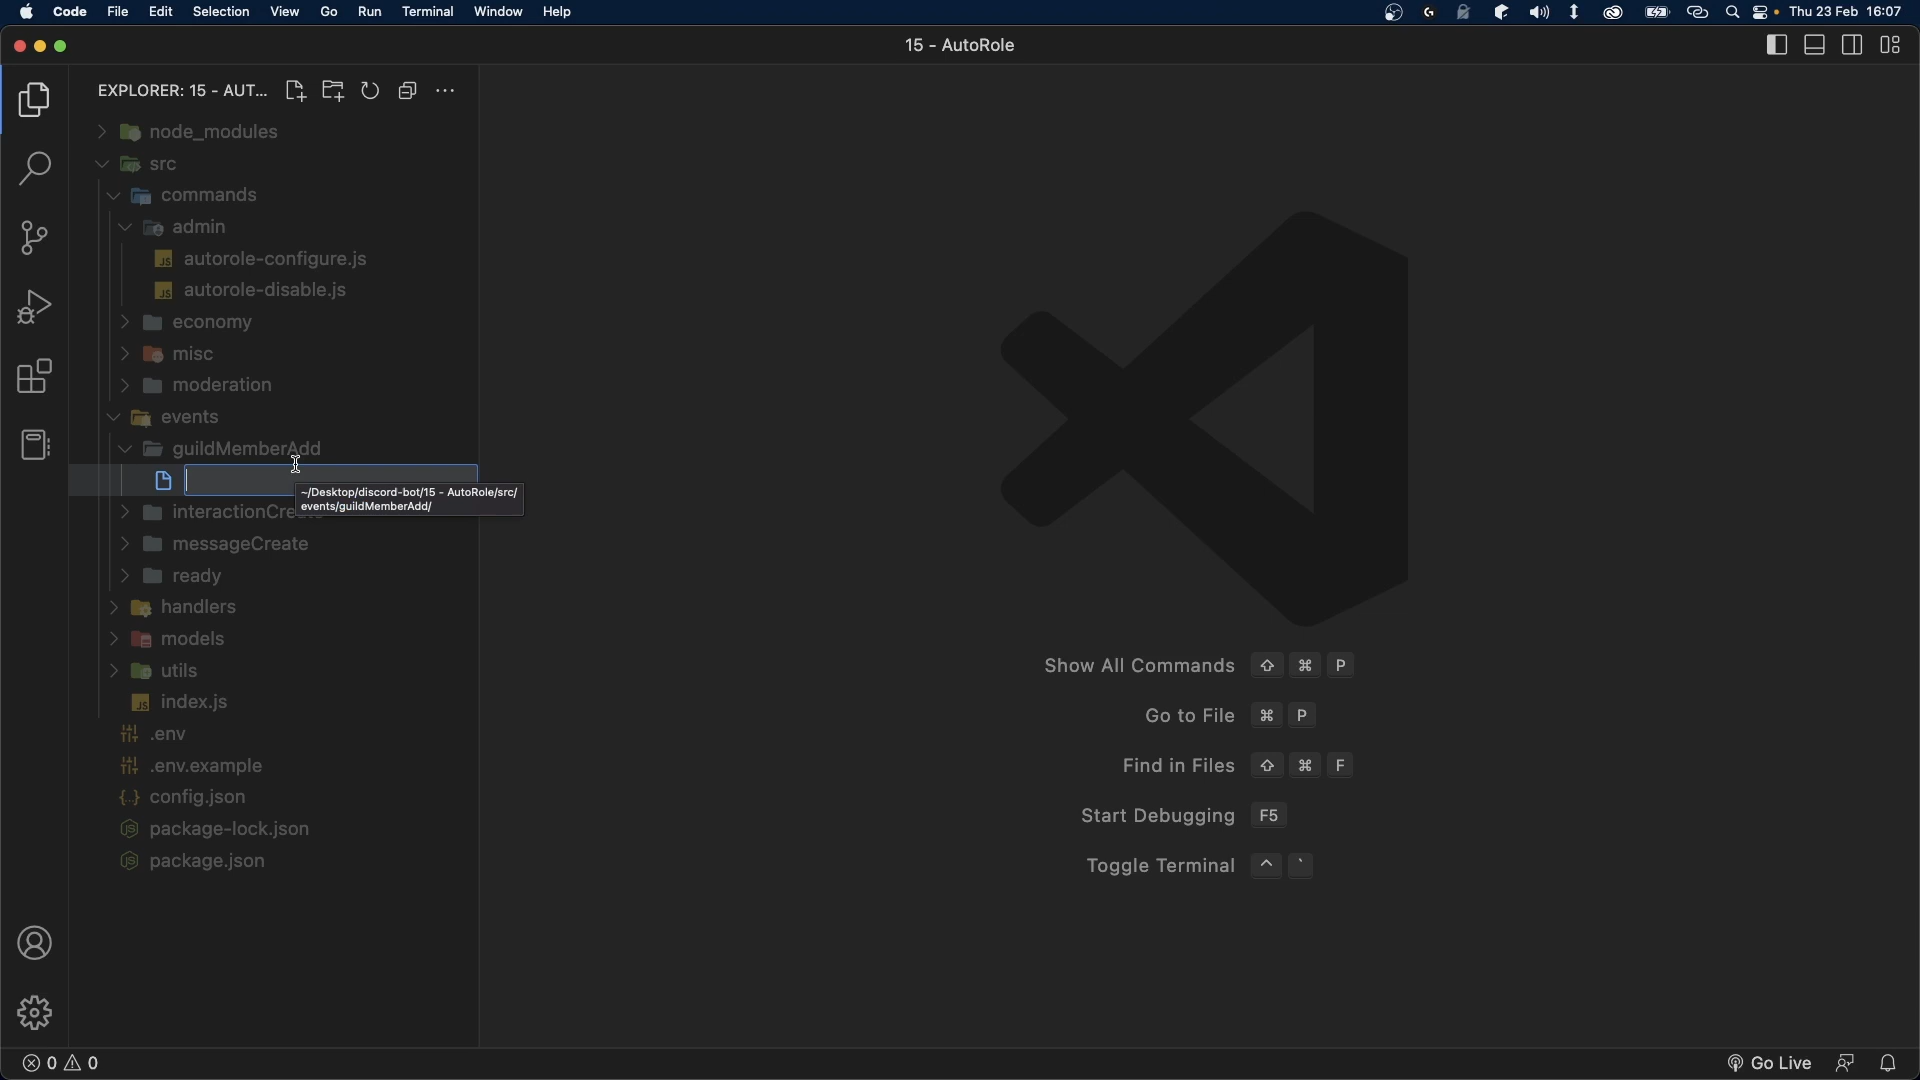 Code File Edit Selection View Go Run Terminal Window Help Thu 23 Feb 16:07
15 - AutoRole
EXPLORER: 15 - AUT...
node_modules
src
commands
admin
JS autorole-configure.js
JS autorole-disable.js
economy
misc
moderation
events
guildMemberAdd
~/Desktop/discord-bot/15 - AutoRole/src/
events/guildMemberAdd/
messageCreate
ready
handlers
models
utils
JS index.js
.env
.env.example
{..} config.json
package-lock.json
package.json
Show All Commands ⇧ ⌘ P
Go to File ⌘ P
Find in Files ⇧ ⌘ F
Start Debugging F5
Toggle Terminal ^ `
0 0 Go Live